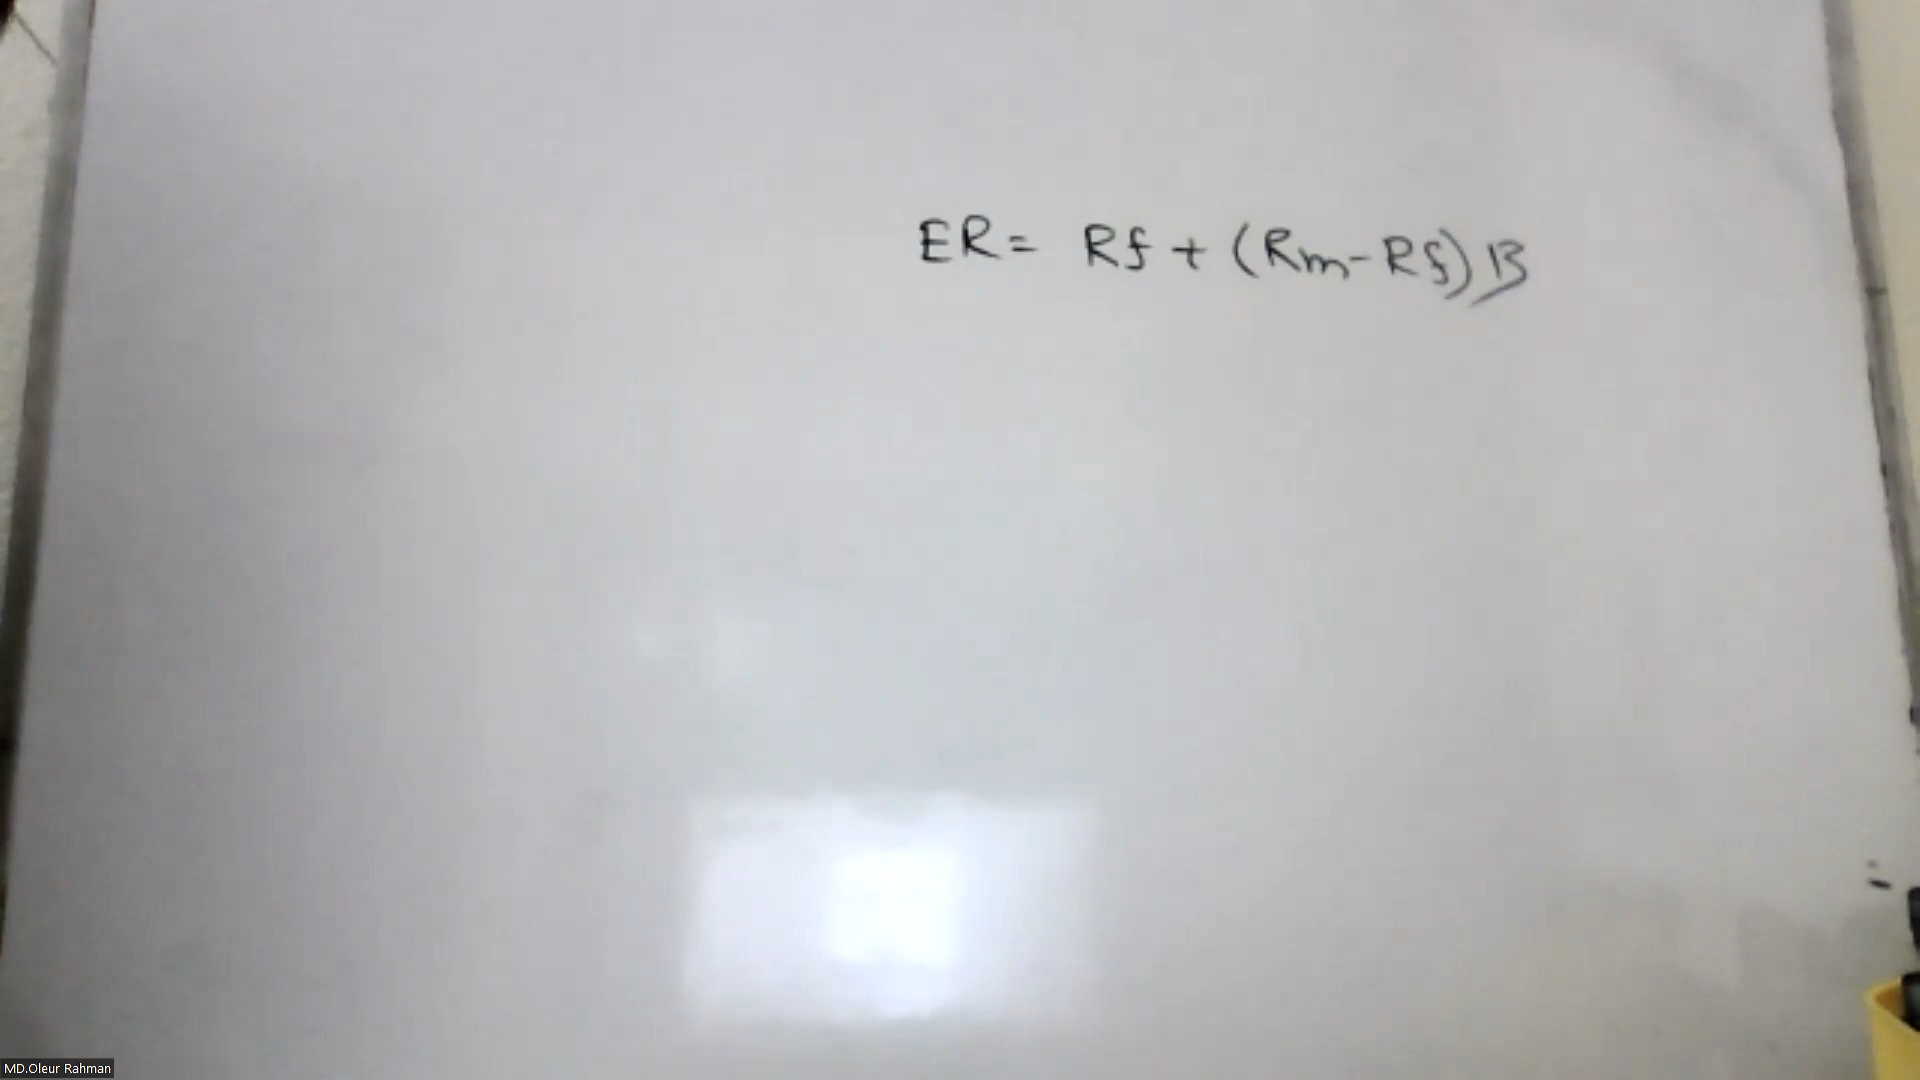 ER = Rf + (Rm-Rf) β
MD.Oleur Rahman